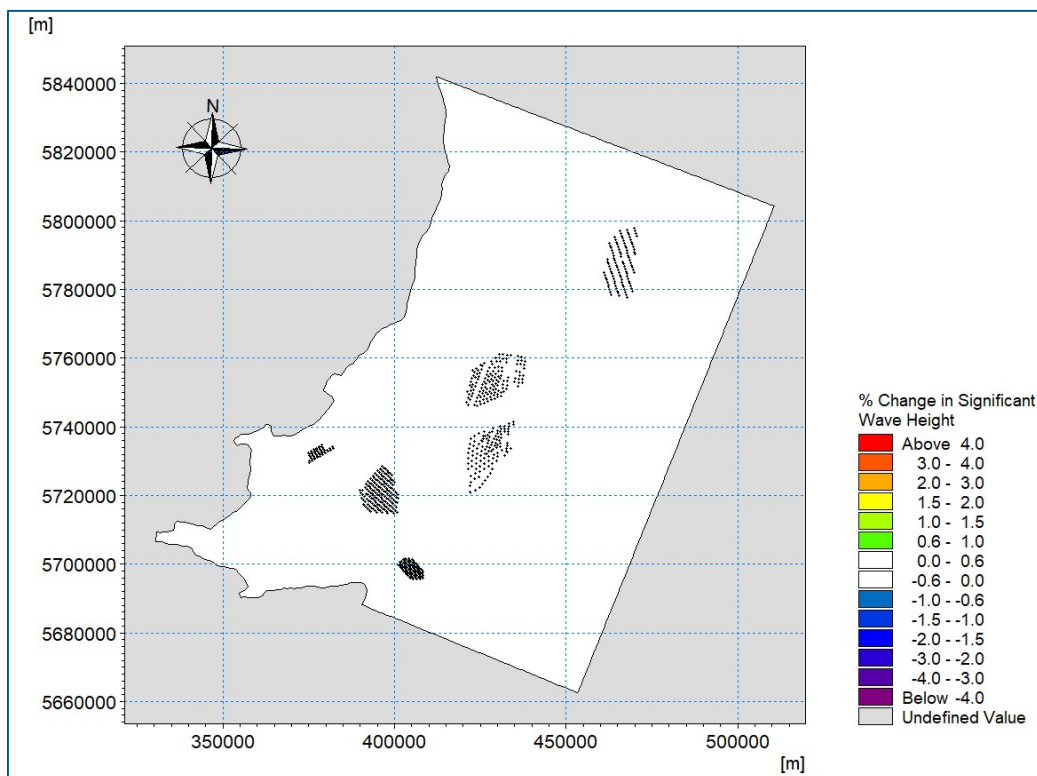 [m]
5840000
5820000
5800000
5780000
5760000
5740000
5720000
5700000
5680000
5660000
N
350000
400000
450000
500000
[m]
% Change in Significant
Wave Height
Above 4.0
3.0 - 4.0
2.0 - 3.0
1.5 - 2.0
1.0 - 1.5
0.6 - 1.0
0.0 - 0.6
-0.6 - 0.0
-1.0 - -0.6
-1.5 - -1.0
-2.0 - -1.5
-3.0 - -2.0
-4.0 - -3.0
Below -4.0
Undefined Value